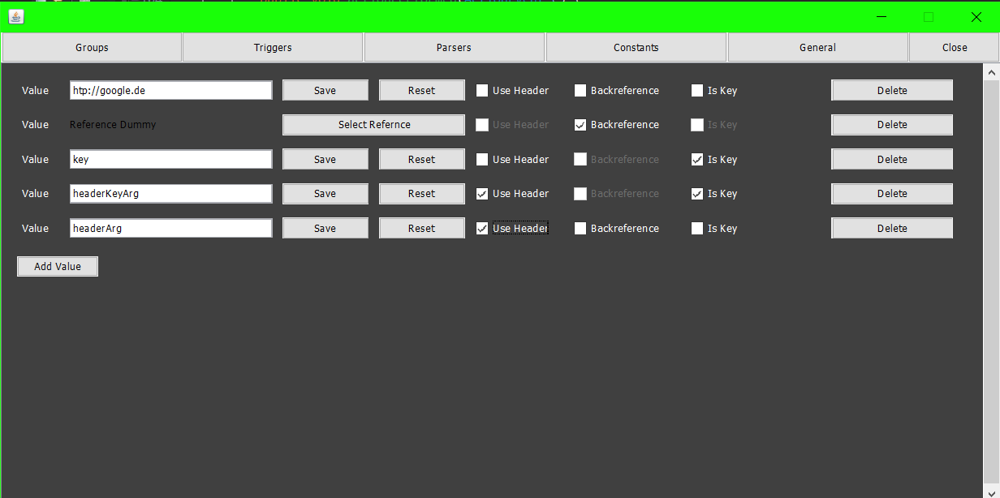 Groups Triggers Parsers Constants General Close
Value http://google.de Save Reset Use Header Backreference Is Key Delete
Value Reference Dummy Select Refernce Use Header Backreference Is Key Delete
Value key Save Reset Use Header Backreference Is Key Delete
Value headerKeyArg Save Reset Use Header Backreference Is Key Delete
Value headerArg Save Reset Use Header Backreference Is Key Delete
Add Value